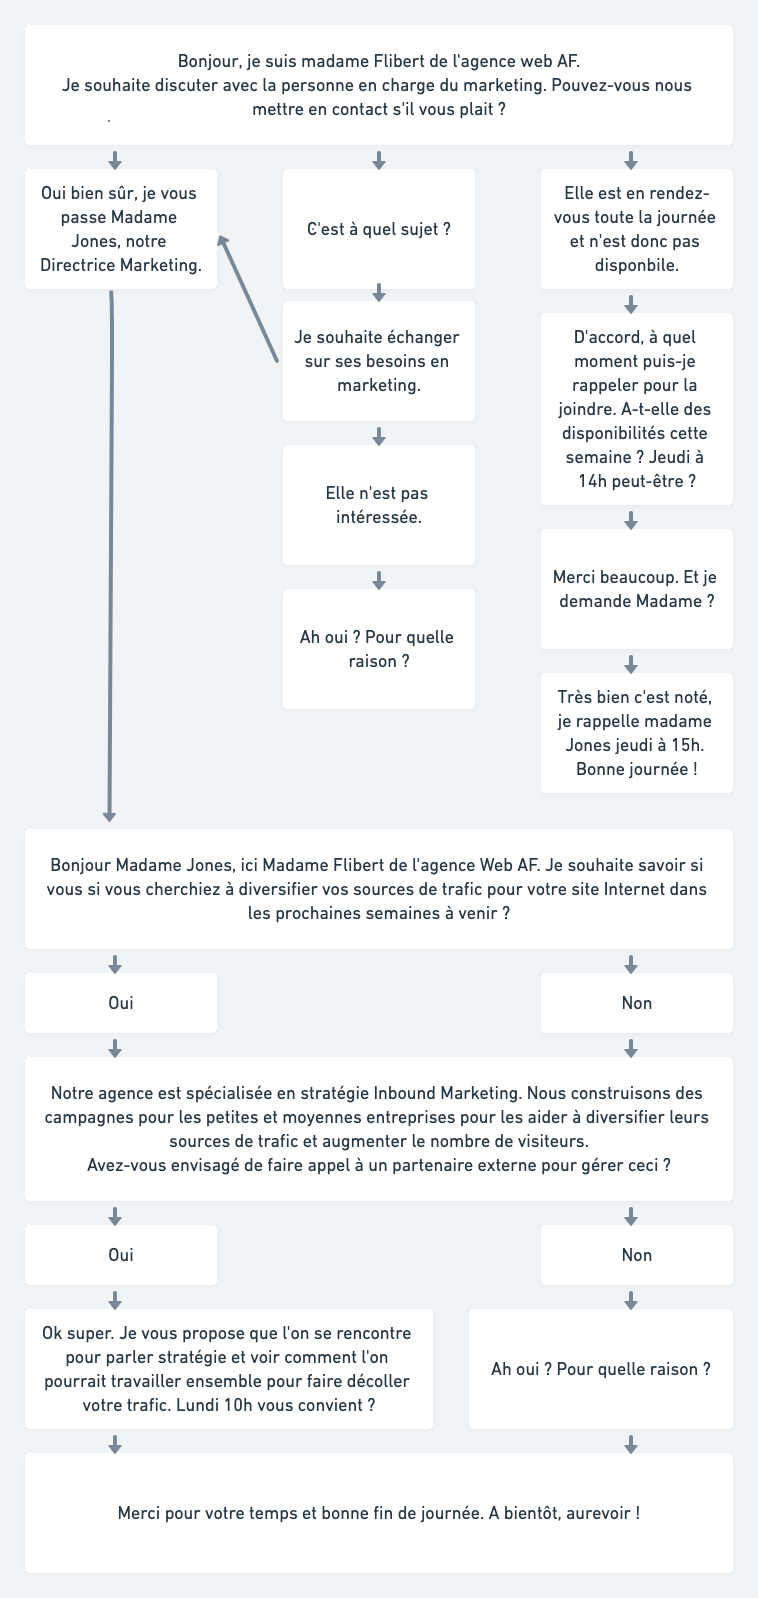 Bonjour, je suis madame Flibert de l'agence web AF.
Je souhaite discuter avec la personne en charge du marketing. Pouvez-vous nous
mettre en contact s'il vous plait ?
.
Oui bien sûr, je vous
passe Madame
Jones, notre
Directrice Marketing.
C'est à quel sujet ?
Je souhaite échanger
sur ses besoins en
marketing.
Elle n'est pas
intéressée.
Ah oui ? Pour quelle
raison ?
Elle est en rendez-
vous toute la journée
et n'est donc pas
disponbile.
D'accord, à quel
moment puis-je
rappeler pour la
joindre. A-t-elle des
disponibilités cette
semaine ? Jeudi à
14h peut-être ?
Merci beaucoup. Et je
demande Madame ?
Très bien c'est noté,
je rappelle madame
Jones jeudi à 15h.
Bonne journée !
Bonjour Madame Jones, ici Madame Flibert de l'agence Web AF. Je souhaite savoir si
vous si vous cherchiez à diversifier vos sources de trafic pour votre site Internet dans
les prochaines semaines à venir ?
Oui
Non
Notre agence est spécialisée en stratégie Inbound Marketing. Nous construisons des
campagnes pour les petites et moyennes entreprises pour les aider à diversifier leurs
sources de trafic et augmenter le nombre de visiteurs.
Avez-vous envisagé de faire appel à un partenaire externe pour gérer ceci ?
Oui
Non
Ok super. Je vous propose que l'on se rencontre
pour parler stratégie et voir comment l'on
pourrait travailler ensemble pour faire décoller
votre trafic. Lundi 10h vous convient ?
Ah oui ? Pour quelle raison ?
Merci pour votre temps et bonne fin de journée. A bientôt, aurevoir !